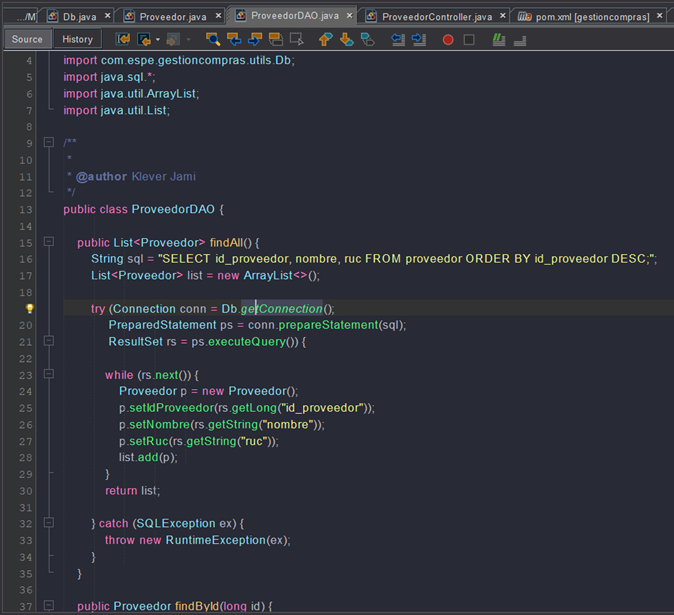 ...​/M Db.java × Proveedor.java × ProveedorDAO.java × ProveedorController.java × pom.xml [gestioncompras] ×
Source History
4 import com.espe.gestioncompras.utils.Db;
5 import java.sql.*;
6 import java.util.ArrayList;
7 import java.util.List;
8
9 /**
10 *
11 * @author Klever Jami
12 */
13 public class ProveedorDAO {
14
15 public List<Proveedor> findAll() {
16 String sql = "SELECT id_proveedor, nombre, ruc FROM proveedor ORDER BY id_proveedor DESC;";
17 List<Proveedor> list = new ArrayList<>();
18
try (Connection conn = Db.getConnection();
20 PreparedStatement ps = conn.prepareStatement(sql);
21 ResultSet rs = ps.executeQuery()) {
22
23 while (rs.next()) {
24 Proveedor p = new Proveedor();
25 p.setIdProveedor(rs.getLong("id_proveedor"));
26 p.setNombre(rs.getString("nombre"));
27 p.setRuc(rs.getString("ruc"));
28 list.add(p);
29 }
30 return list;
31
32 } catch (SQLException ex) {
33 throw new RuntimeException(ex);
34 }
35 }
36
37 public Proveedor findById(long id) {